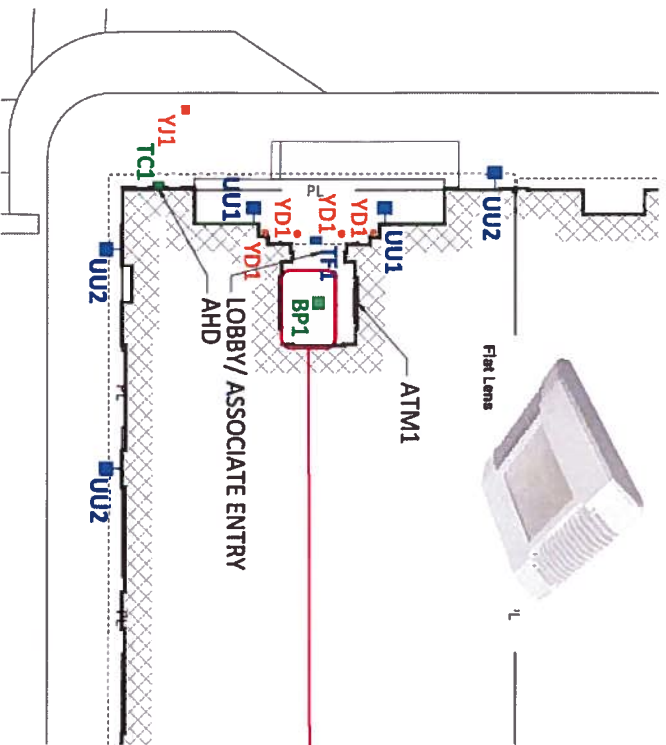 YJ1
TC1
PL
UU1
YD1
YD1
YD1
YD1
UU1
UU2
TF1
BP1
UU2
LOBBY/ ASSOCIATE ENTRY
AHD
ATM1
Flat Lens
PL
UU2
PL
'L